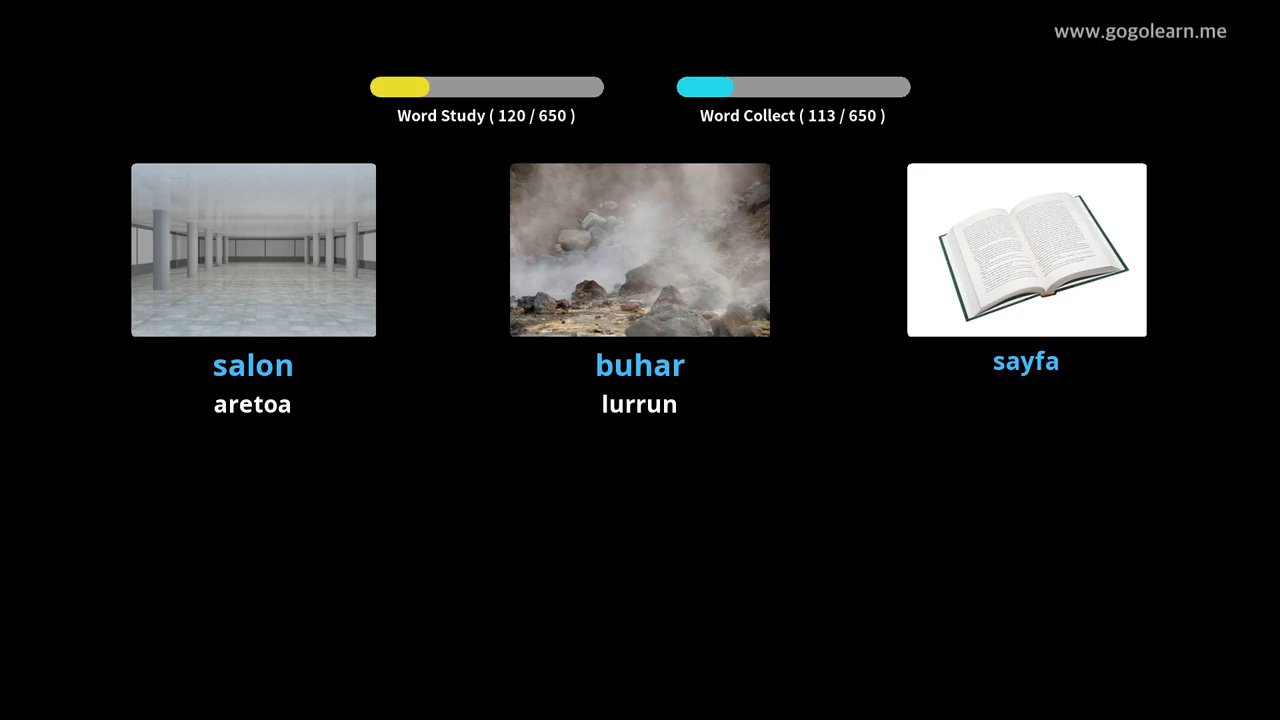 www.gogolearn.me
Word Study ( 120 / 650 )
Word Collect ( 113 / 650 )
salon
buhar
sayfa
aretoa
lurrun